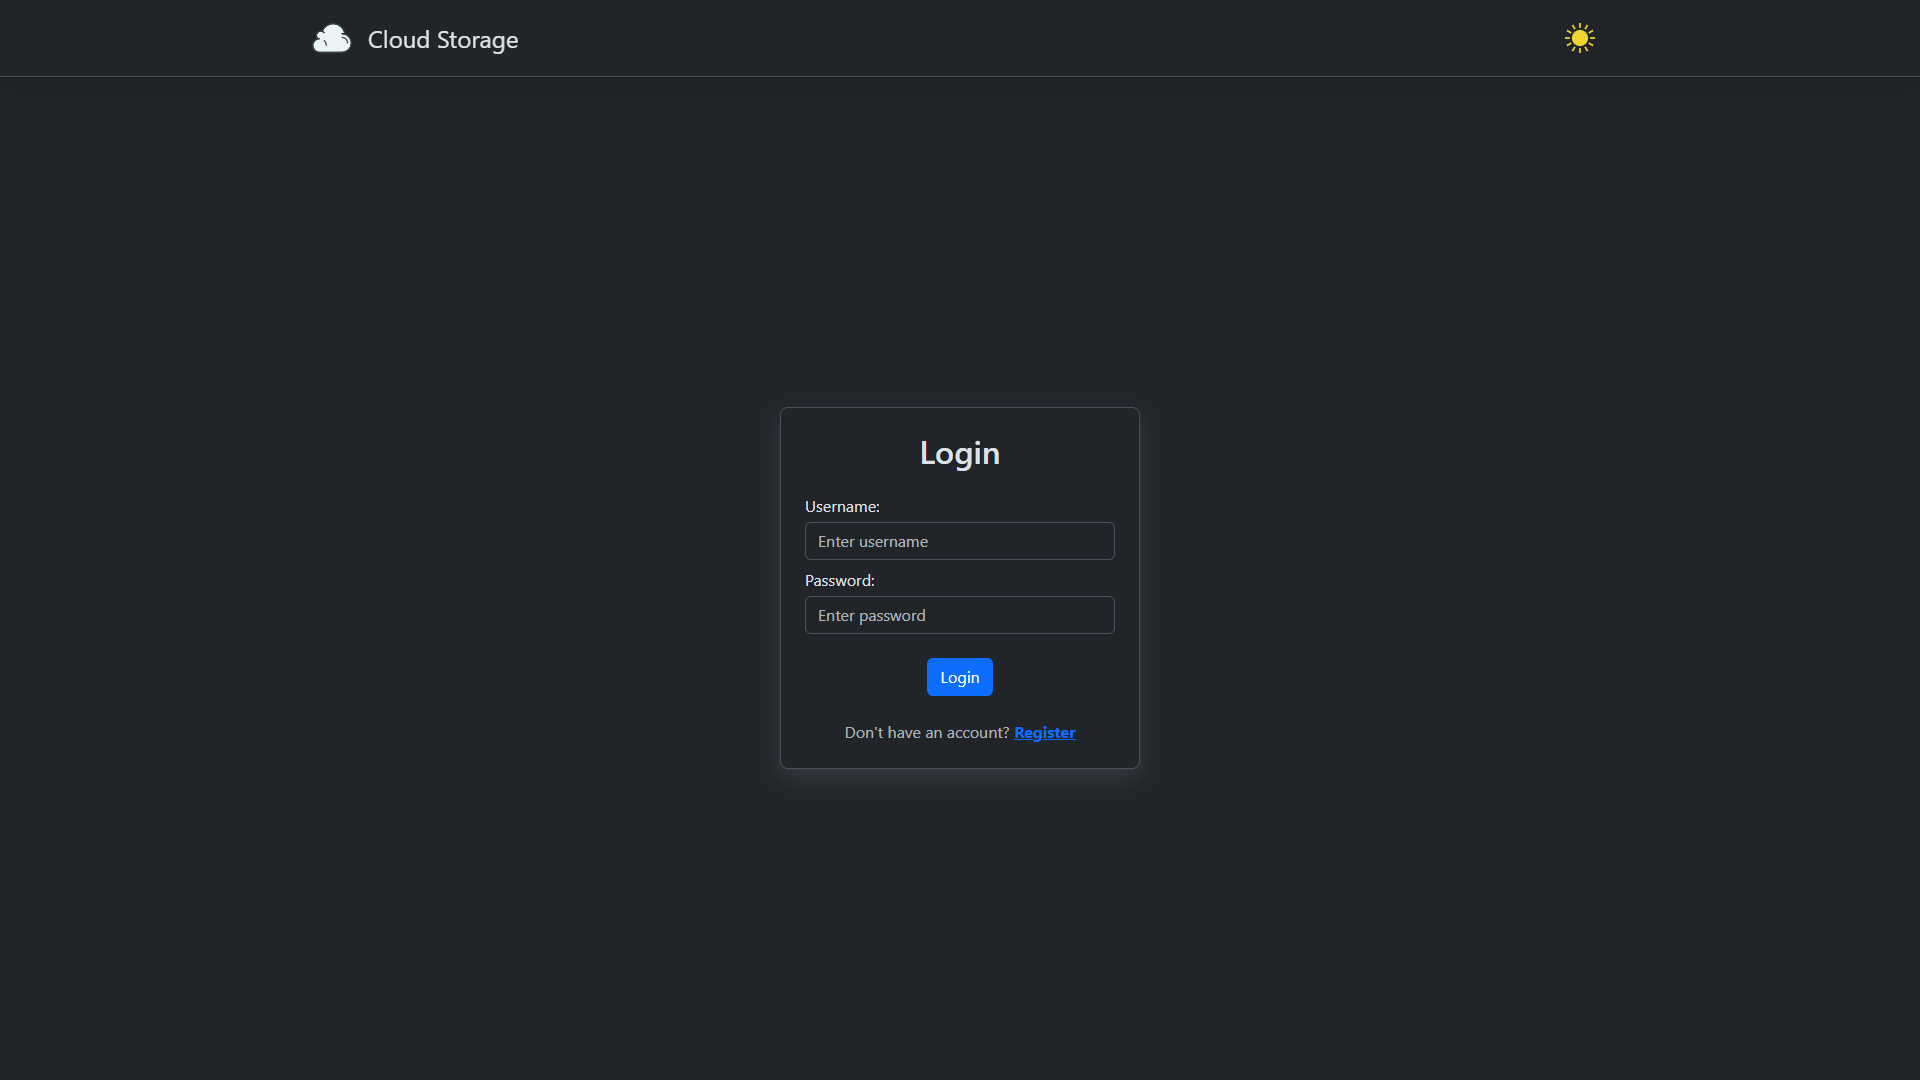 Cloud Storage
Login
Username:
Enter username
Password:
Enter password
Login
Don't have an account? Register